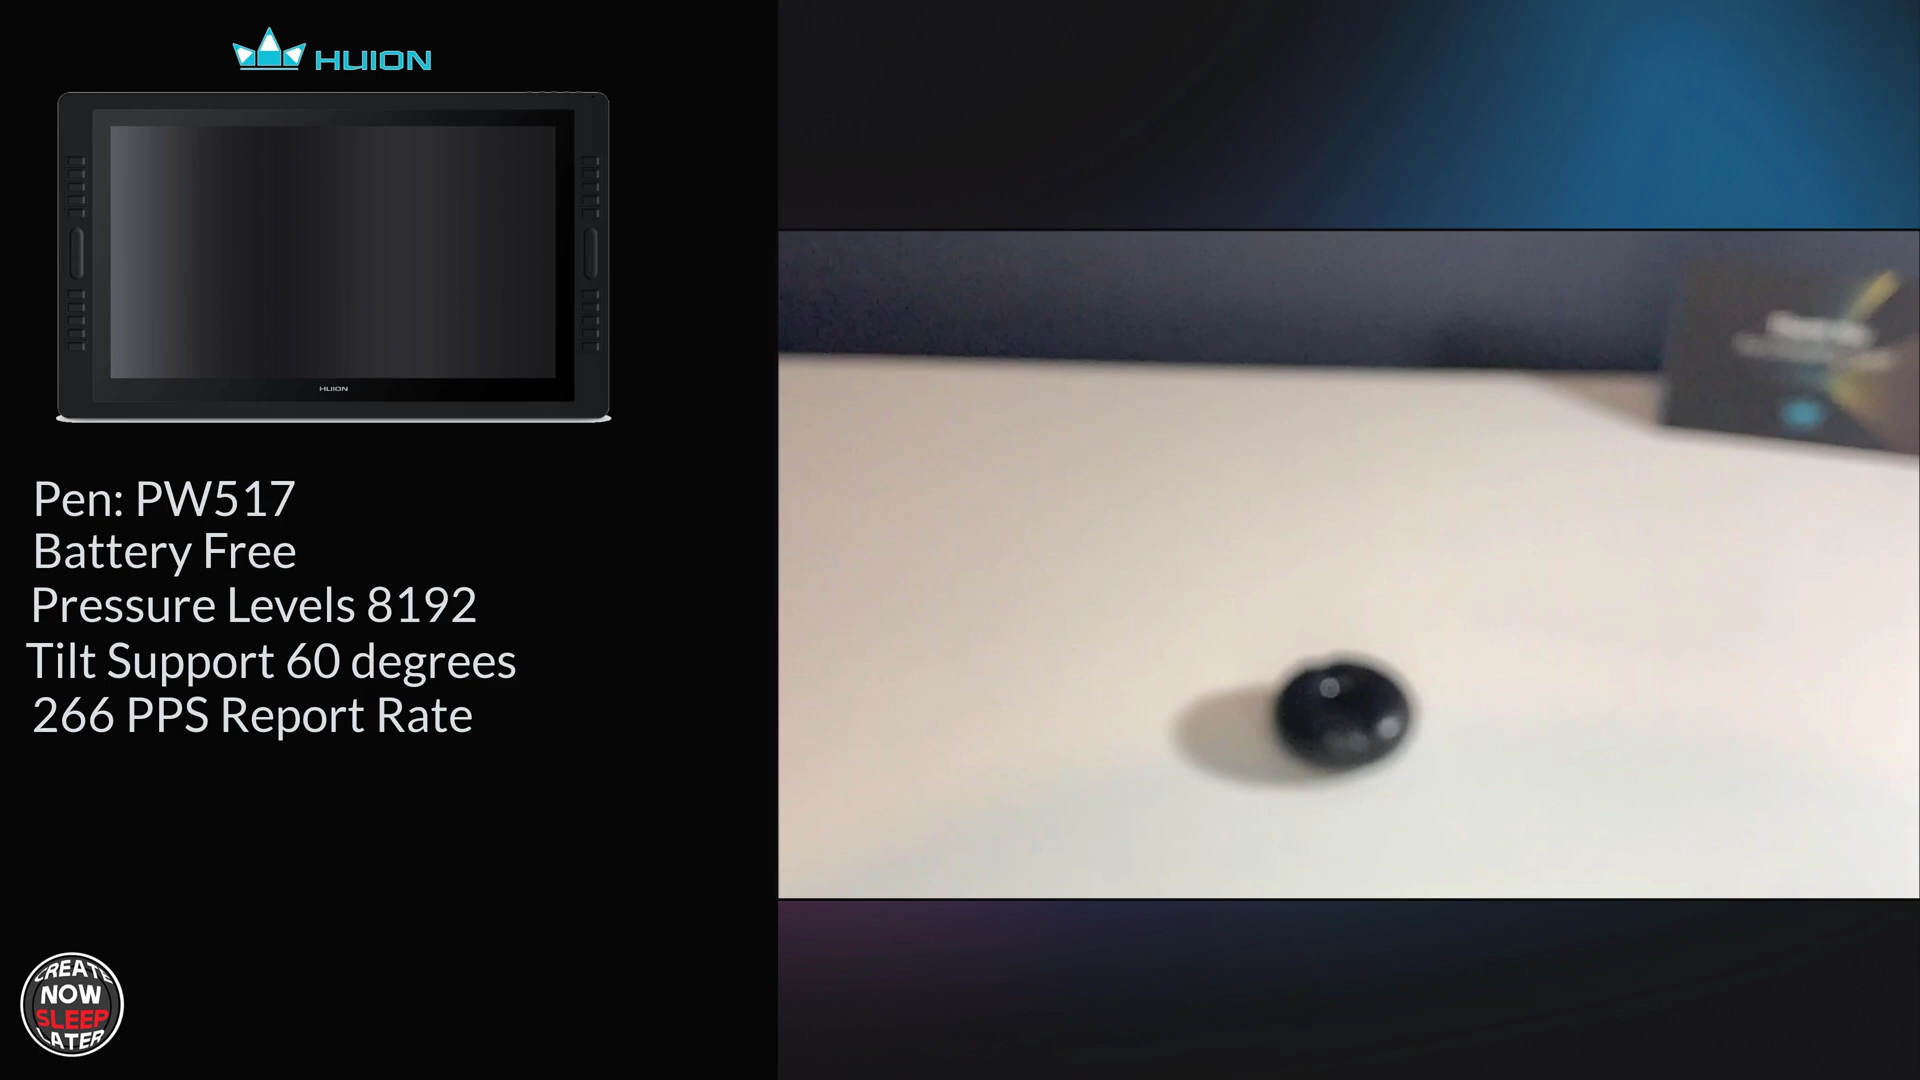 HUION
HUION
Pen: PW517
Battery Free
Pressure Levels 8192
Tilt Support 60 degrees
266 PPS Report Rate
CREATE
NOW
SLEEP
LATER